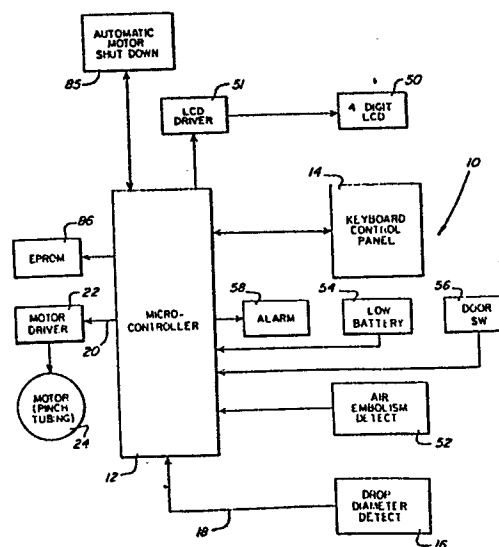 AUTOMATIC
MOTOR
SHUT DOWN
85
51
LCD
DRIVER
50
4 DIGIT
LCD
10
14
KEYBOARD
CONTROL
PANEL
86
EPROM
MICRO-
CONTROLLER
22
MOTOR
DRIVER
20
58
ALARM
54
LOW
BATTERY
56
DOOR
SW
MOTOR
(PINCH
TUBING)
24
AIR
EMBOLISM
DETECT
52
12
18
DROP
DIAMETER
DETECT
16